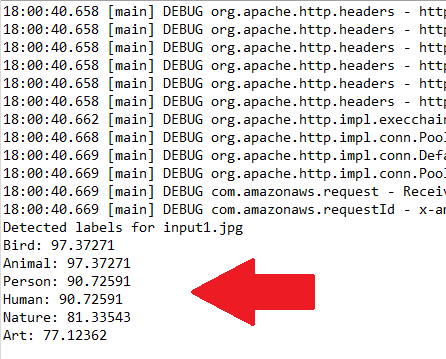 18:00:40.658 [main] DEBUG org.apache.http.headers - htt
18:00:40.658 [main] DEBUG org.apache.http.headers - htt
18:00:40.658 [main] DEBUG org.apache.http.headers - htt
18:00:40.658 [main] DEBUG org.apache.http.headers - htt
18:00:40.658 [main] DEBUG org.apache.http.headers - htt
18:00:40.658 [main] DEBUG org.apache.http.headers - htt
18:00:40.662 [main] DEBUG org.apache.http.impl.execchair
18:00:40.668 [main] DEBUG org.apache.http.impl.conn.Poo
18:00:40.669 [main] DEBUG org.apache.http.impl.conn.Defa
18:00:40.669 [main] DEBUG org.apache.http.impl.conn.Poo
18:00:40.669 [main] DEBUG com.amazonaws.request - Recei
18:00:40.669 [main] DEBUG com.amazonaws.requestId - x-am
Detected labels for input1.jpg
Bird: 97.37271
Animal: 97.37271
Person: 90.72591
Human: 90.72591
Nature: 81.33543
Art: 77.12362